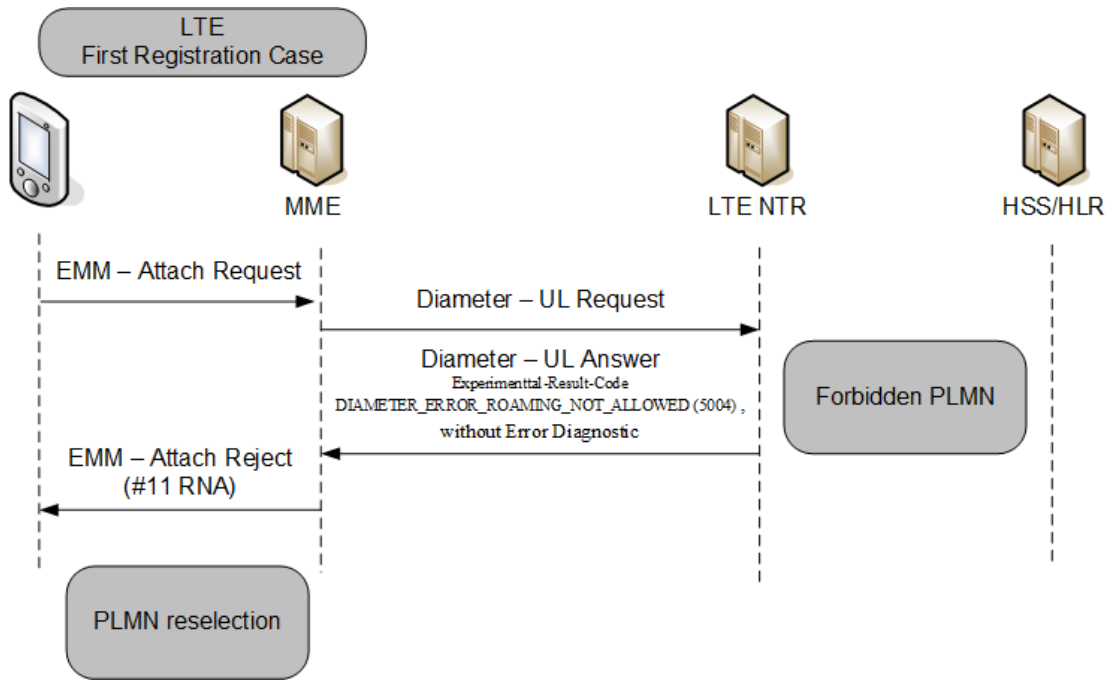 LTE
First Registration Case
MME
LTE NTR
HSS/HLR
EMM – Attach Request
Diameter – UL Request
Diameter – UL Answer
Experimenttal-Result-Code
DIAMETER_ERROR_ROAMING_NOT_ALLOWED (5004) ,
without Error Diagnostic
Forbidden PLMN
EMM – Attach Reject
(#11 RNA)
PLMN reselection